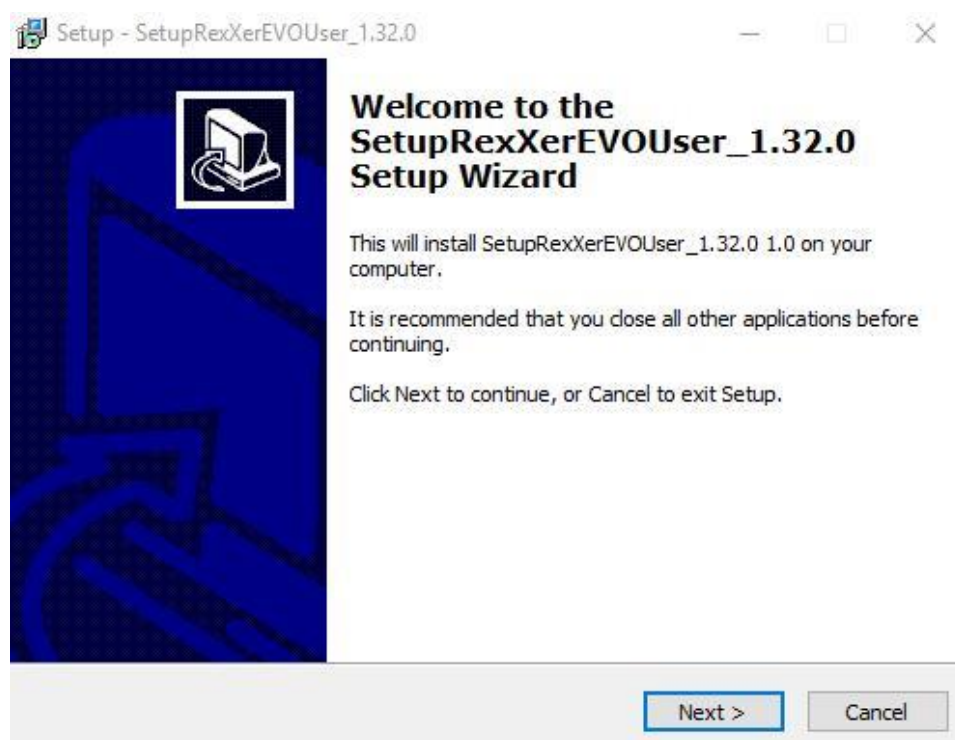 Setup - SetupRexXerEVOUser_1.32.0
Welcome to the
SetupRexXerEVOUser_1.32.0
Setup Wizard
This will install SetupRexXerEVOUser_1.32.0 1.0 on your
computer.
It is recommended that you close all other applications before
continuing.
Click Next to continue, or Cancel to exit Setup.
Next >
Cancel